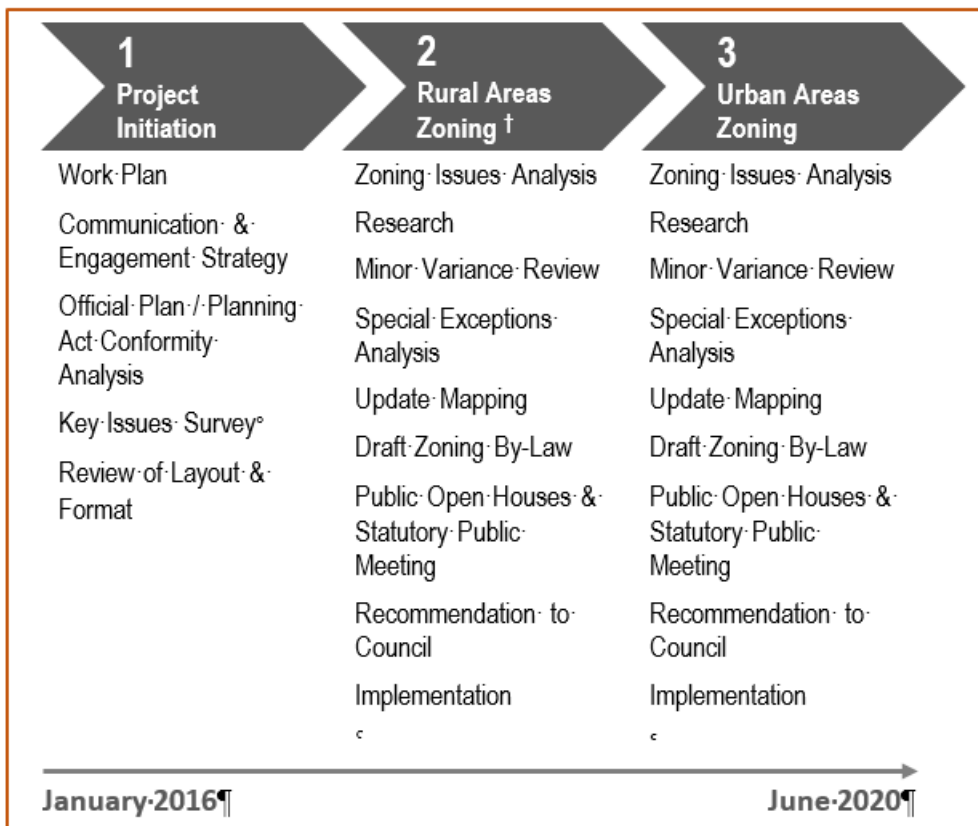 1
Project
Initiation
2
Rural Areas
Zoning †
3
Urban Areas
Zoning
Work·Plan
Communication· &·
Engagement· Strategy
Official·Plan·/·Planning·
Act·Conformity·
Analysis
Key·Issues· Survey°
Review·of·Layout· &·
Format
Zoning· Issues· Analysis
Research
Minor·Variance·Review
Special·Exceptions·
Analysis
Update· Mapping
Draft·Zoning·By-Law
Public· Open·Houses· &·
Statutory·Public·
Meeting
Recommendation· to·
Council
Implementation
c
Zoning· Issues· Analysis
Research
Minor·Variance·Review
Special·Exceptions·
Analysis
Update· Mapping
Draft·Zoning·By-Law
Public· Open·Houses· &·
Statutory·Public·
Meeting
Recommendation· to·
Council
Implementation
c
January·2016¶
June·2020¶